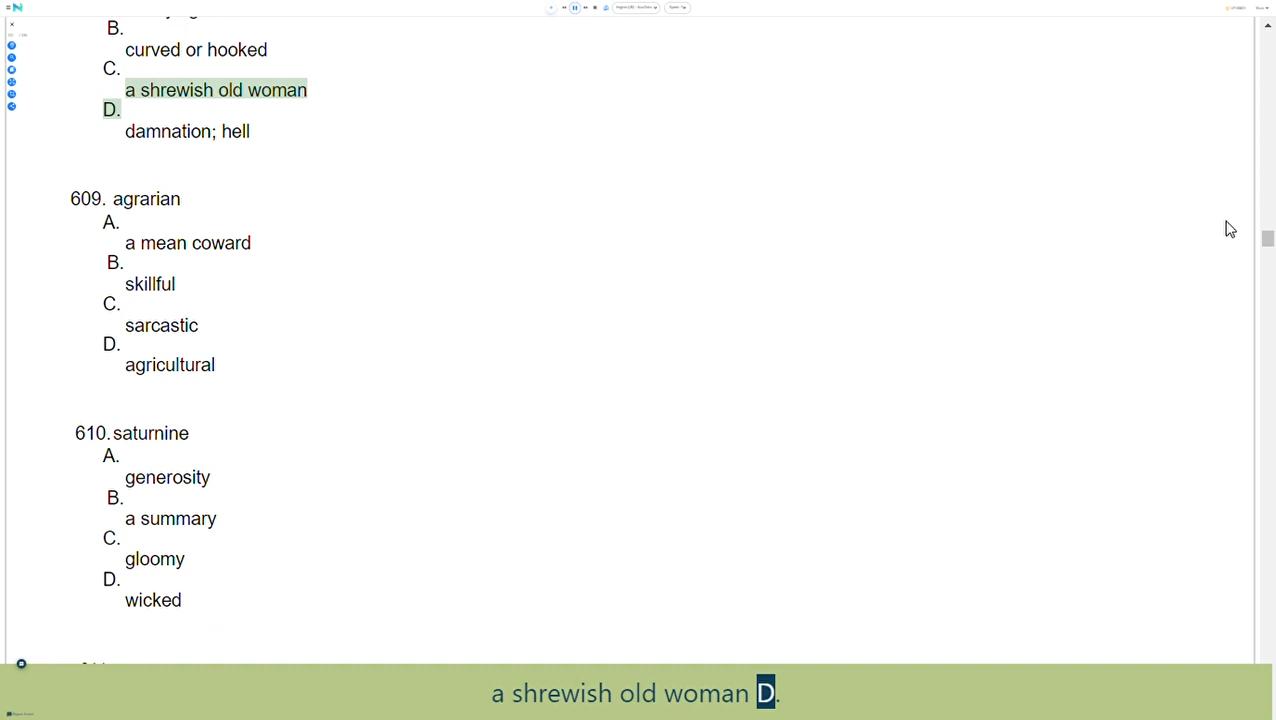 B.
curved or hooked
C.
a shrewish old woman
D.
damnation; hell
609. agrarian
A.
a mean coward
B.
skillful
C.
sarcastic
D.
agricultural
610. saturnine
A.
generosity
B.
a summary
C.
gloomy
D.
wicked
a shrewish old woman D.